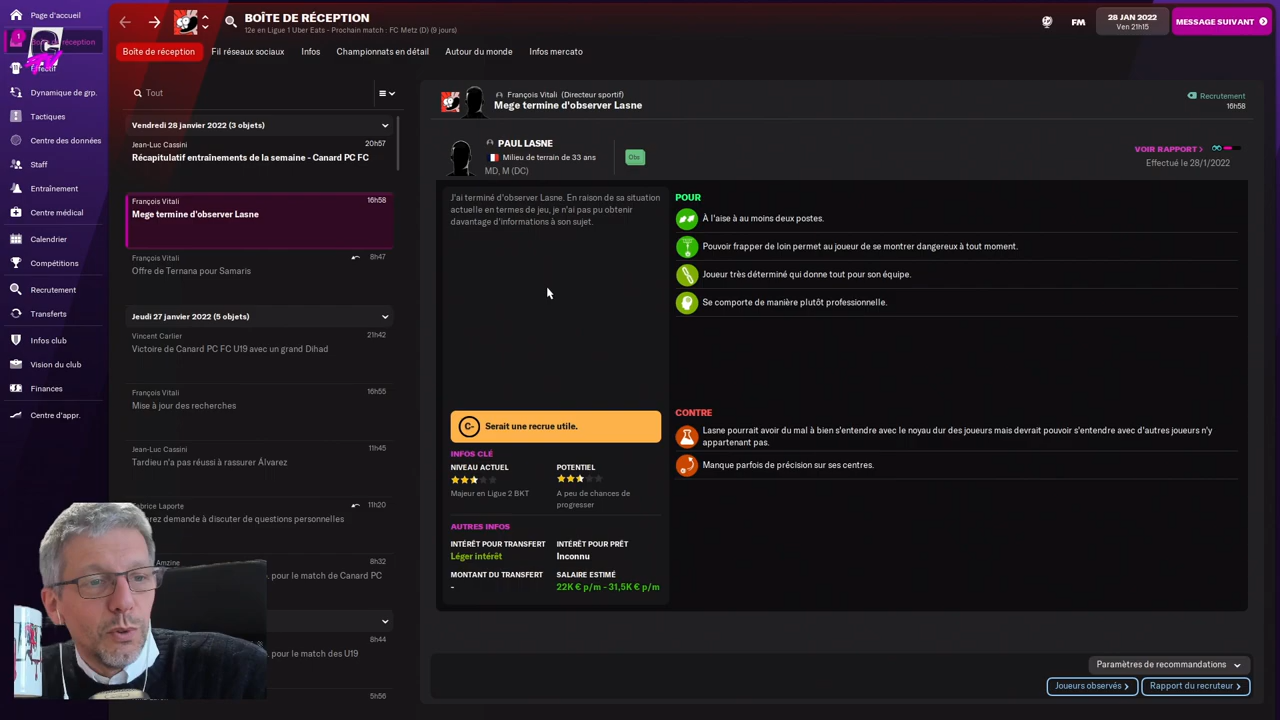 Page d'accueil
1
Boîte de réception
Effectif
Dynamique de grp.
Tactiques
Centre des données
Staff
Entraînement
Centre médical
Calendrier
Compétitions
Recrutement
Transferts
Infos club
Vision du club
Finances
Centre d'appr.
BOÎTE DE RÉCEPTION
12e en Ligue 1 Uber Eats - Prochain match : FC Metz (D) (9 jours)
FM
28 JAN 2022
Ven 21h15
MESSAGE SUIVANT
Boîte de réception
Fil réseaux sociaux
Infos
Championnats en détail
Autour du monde
Infos mercato
Tout
Vendredi 28 janvier 2022 (3 objets)
Jean-Luc Cassini 20h57
Récapitulatif entraînements de la semaine - Canard PC FC
François Vitali 16h58
Mege termine d'observer Lasne
François Vitali 8h47
Offre de Ternana pour Samaris
Jeudi 27 janvier 2022 (5 objets)
Vincent Carlier 21h42
Victoire de Canard PC FC U19 avec un grand Dihad
François Vitali 16h55
Mise à jour des recherches
Jean-Luc Cassini 11h45
Tardieu n'a pas réussi à rassurer Álvarez
Fabrice Laporte 11h20
demande à discuter de questions personnelles
Amzine 8h32
pour le match de Canard PC
8h44
pour le match des U19
5h56
François Vitali (Directeur sportif)
Mege termine d'observer Lasne
Recrutement
16h58
PAUL LASNE
Milieu de terrain de 33 ans
MD, M (DC)
Obs
VOIR RAPPORT
Effectué le 28/1/2022
J'ai terminé d'observer Lasne. En raison de sa situation
actuelle en termes de jeu, je n'ai pas pu obtenir
davantage d'informations à son sujet.
C- Serait une recrue utile.
INFOS CLÉ
NIVEAU ACTUEL
Majeur en Ligue 2 BKT
POTENTIEL
A peu de chances de
progresser
AUTRES INFOS
INTÉRÊT POUR TRANSFERT
Léger intérêt
INTÉRÊT POUR PRÊT
Inconnu
MONTANT DU TRANSFERT
-
SALAIRE ESTIMÉ
22K € p/m - 31,5K € p/m
POUR
À l'aise à au moins deux postes.
Pouvoir frapper de loin permet au joueur de se montrer dangereux à tout moment.
Joueur très déterminé qui donne tout pour son équipe.
Se comporte de manière plutôt professionnelle.
CONTRE
Lasne pourrait avoir du mal à bien s'entendre avec le noyau dur des joueurs mais devrait pouvoir s'entendre avec d'autres joueurs n'y
appartenant pas.
Manque parfois de précision sur ses centres.
Paramètres de recommandations
Joueurs observés
Rapport du recruteur